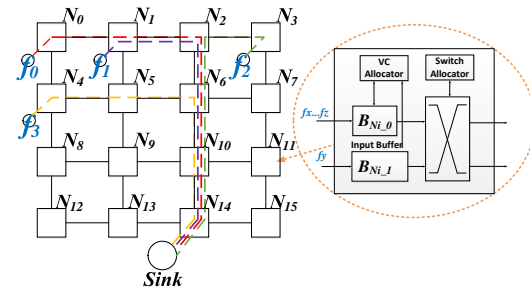 N0 N1 N2 N3
f0 f1 f2
N4 N5 N6 N7
f3
N8 N9 N10 N11
N12 N13 N14 N15
Sink
VC Allocator
Switch Allocator
fx...fz
BNi_0
Input Buffer
fy
BNi_1